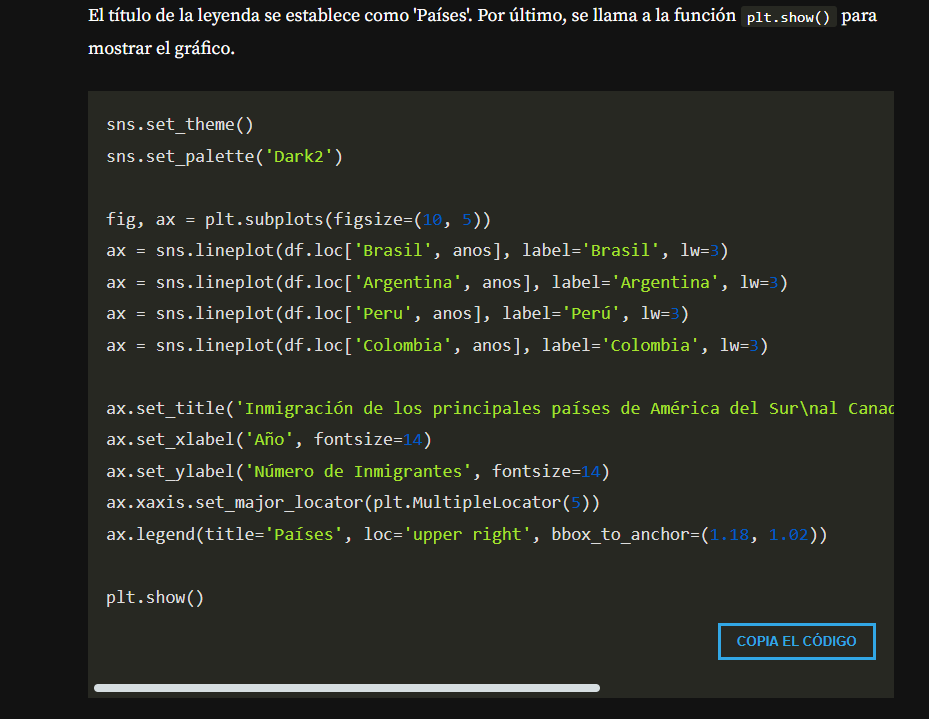 El título de la leyenda se establece como 'Países'. Por último, se llama a la función plt.show() para
mostrar el gráfico.
sns.set_theme()
sns.set_palette('Dark2')
fig, ax = plt.subplots(figsize=(10, 5))
ax = sns.lineplot(df.loc['Brasil', anos], label='Brasil', lw=3)
ax = sns.lineplot(df.loc['Argentina', anos], label='Argentina', lw=3)
ax = sns.lineplot(df.loc['Peru', anos], label='Perú', lw=3)
ax = sns.lineplot(df.loc['Colombia', anos], label='Colombia', lw=3)
ax.set_title('Inmigración de los principales países de América del Sur\nal Canad
ax.set_xlabel('Año', fontsize=14)
ax.set_ylabel('Número de Inmigrantes', fontsize=14)
ax.xaxis.set_major_locator(plt.MultipleLocator(5))
ax.legend(title='Países', loc='upper right', bbox_to_anchor=(1.18, 1.02))
plt.show()
COPIA EL CÓDIGO